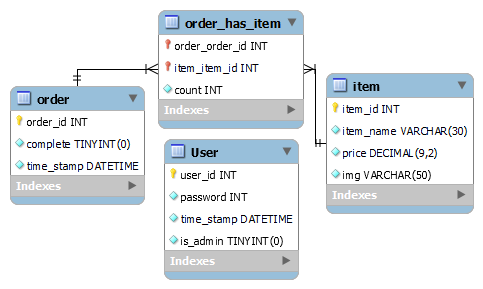 order_has_item
order_order_id INT
item_item_id INT
count INT
Indexes
order
order_id INT
complete TINYINT(0)
time_stamp DATETIME
Indexes
item
item_id INT
item_name VARCHAR(30)
price DECIMAL(9,2)
img VARCHAR(50)
Indexes
User
user_id INT
password INT
time_stamp DATETIME
is_admin TINYINT(0)
Indexes